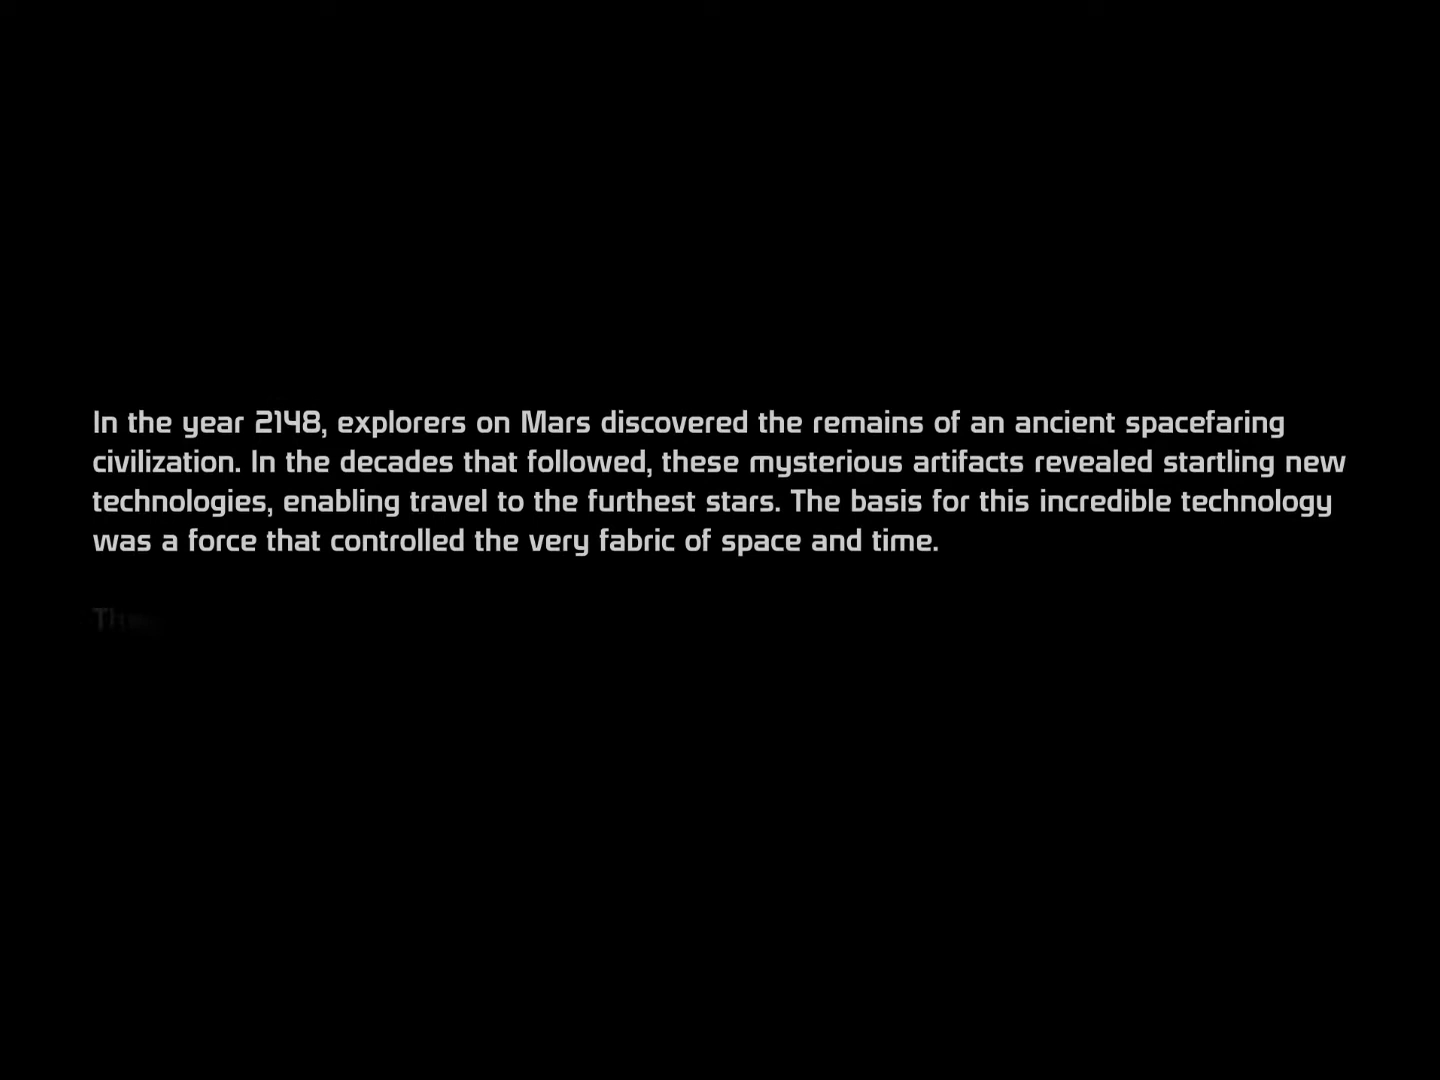 In the year 2148, explorers on Mars discovered the remains of an ancient spacefaring
civilization. In the decades that followed, these mysterious artifacts revealed startling new
technologies, enabling travel to the furthest stars. The basis for this incredible technology
was a force that controlled the very fabric of space and time.